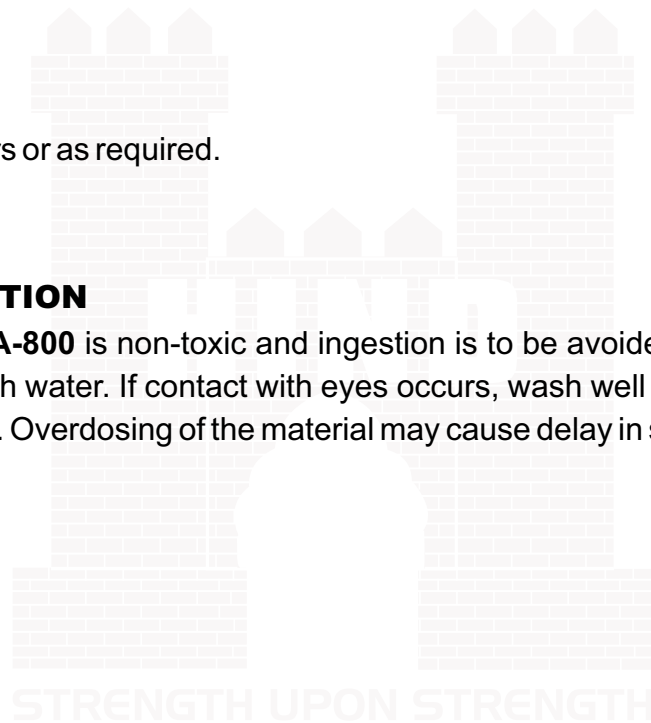 s or as required.
TION
A-800 is non-toxic and ingestion is to be avoide
h water. If contact with eyes occurs, wash well
. Overdosing of the material may cause delay in s
HIND
STRENGTH UPON STRENGTH